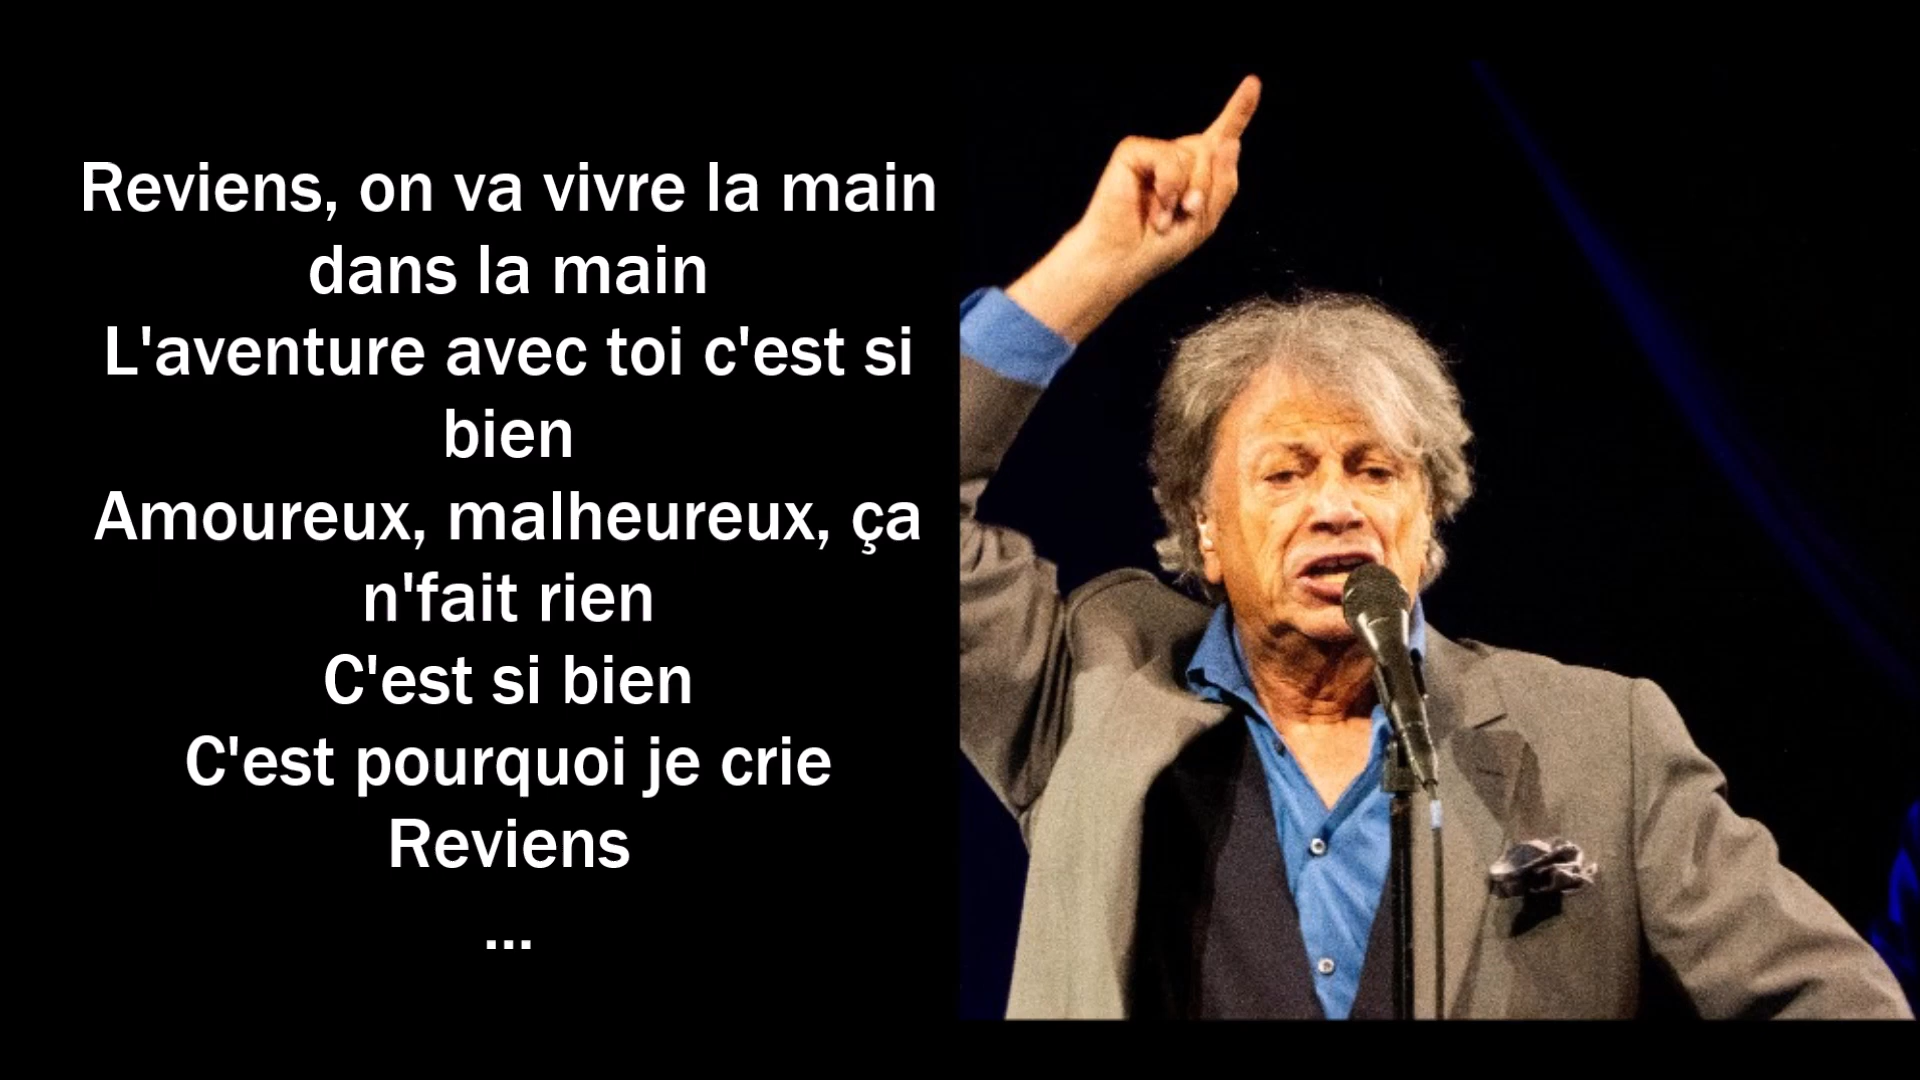 Reviens, on va vivre la main
dans la main
L'aventure avec toi c'est si
bien
Amoureux, malheureux, ça
n'fait rien
C'est si bien
C'est pourquoi je crie
Reviens
...